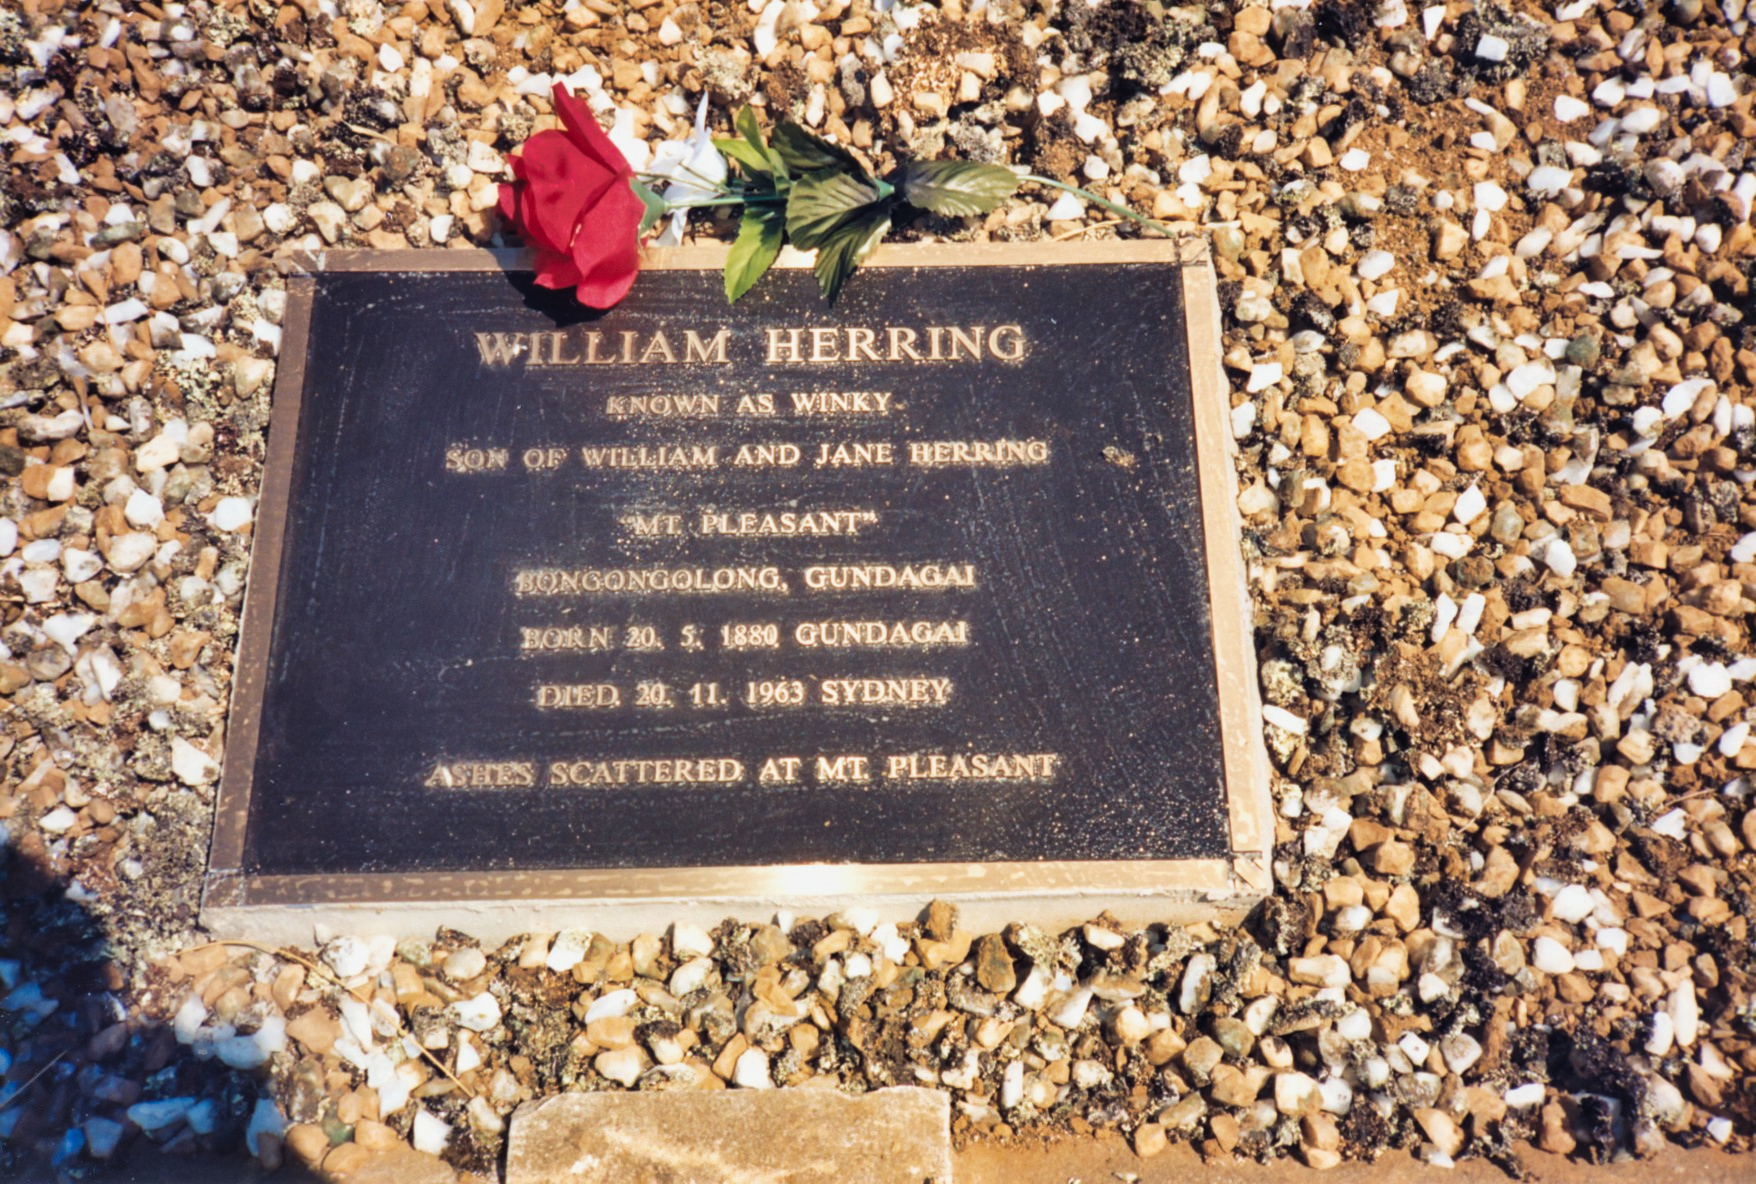 WILLIAM HERRING
KNOWN AS WINKY
SON OF WILLIAM AND JANE HERRING
"MT. PLEASANT"
BONGONGOLONG, GUNDAGAI
BORN 20. 5. 1880 GUNDAGAI
DIED 20. 11. 1963 SYDNEY
ASHES SCATTERED AT MT. PLEASANT